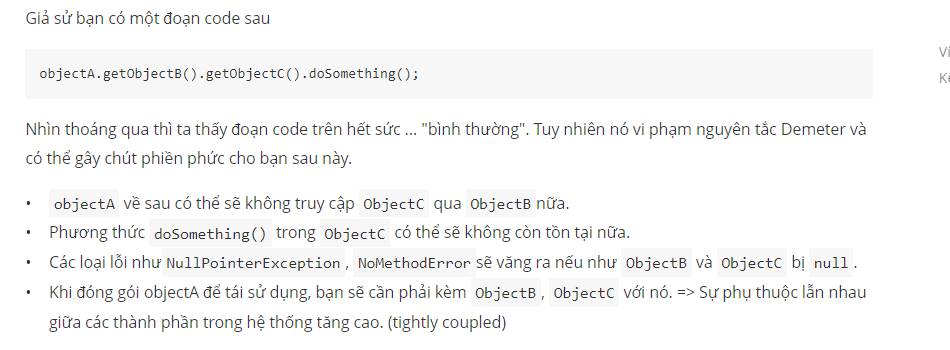 Giả sử bạn có một đoạn code sau
objectA.getObjectB().getObjectC().doSomething();
Nhìn thoáng qua thì ta thấy đoạn code trên hết sức ... "bình thường". Tuy nhiên nó vi phạm nguyên tắc Demeter và
có thể gây chút phiền phức cho bạn sau này.
• objectA về sau có thể sẽ không truy cập ObjectC qua ObjectB nữa.
• Phương thức doSomething() trong ObjectC có thể sẽ không còn tồn tại nữa.
• Các loại lỗi như NullPointerException, NoMethodError sẽ văng ra nếu như ObjectB và ObjectC bị null.
• Khi đóng gói objectA để tái sử dụng, bạn sẽ cần phải kèm ObjectB, ObjectC với nó. => Sự phụ thuộc lẫn nhau
giữa các thành phần trong hệ thống tăng cao. (tightly coupled)